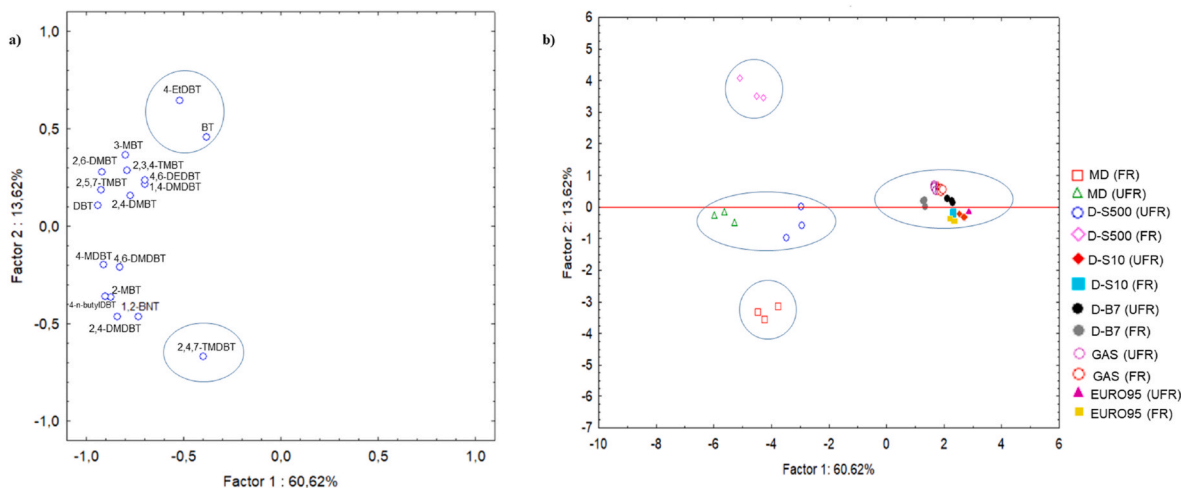 a)
1,0
0,5
0,0
-0,5
-1,0
Factor 2 : 13,62%
4-EtDBT
BT
3-MBT
2,6-DMBT
2,3,4-TMBT
4,6-DEDBT
2,5,7-TMBT
1,4-DMDBT
DBT
2,4-DMBT
4-MDBT
4,6-DMDBT
2-MBT
4-n-butylDBT
1,2-BNT
2,4-DMDBT
2,4,7-TMDBT
-1,0
-0,5
0,0
0,5
1,0
Factor 1 : 60,62%
b)
6
5
4
3
2
1
0
-1
-2
-3
-4
-5
-6
-7
Factor 2: 13,62%
-10
-8
-6
-4
-2
0
2
4
6
Factor 1: 60.62%
MD (FR)
MD (UFR)
D-S500 (UFR)
D-S500 (FR)
D-S10 (UFR)
D-S10 (FR)
D-B7 (UFR)
D-B7 (FR)
GAS (UFR)
GAS (FR)
EURO95 (UFR)
EURO95 (FR)